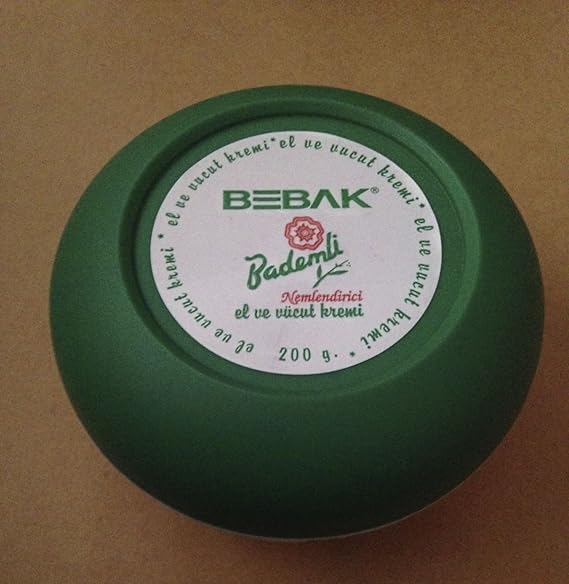 el ve vucut kremi * el ve vucut kremi * el ve vucut kremi * el ve vucut kremi *
BEBAK®
Bademli
Nemlendirici
el ve vücut kremi
200 g.